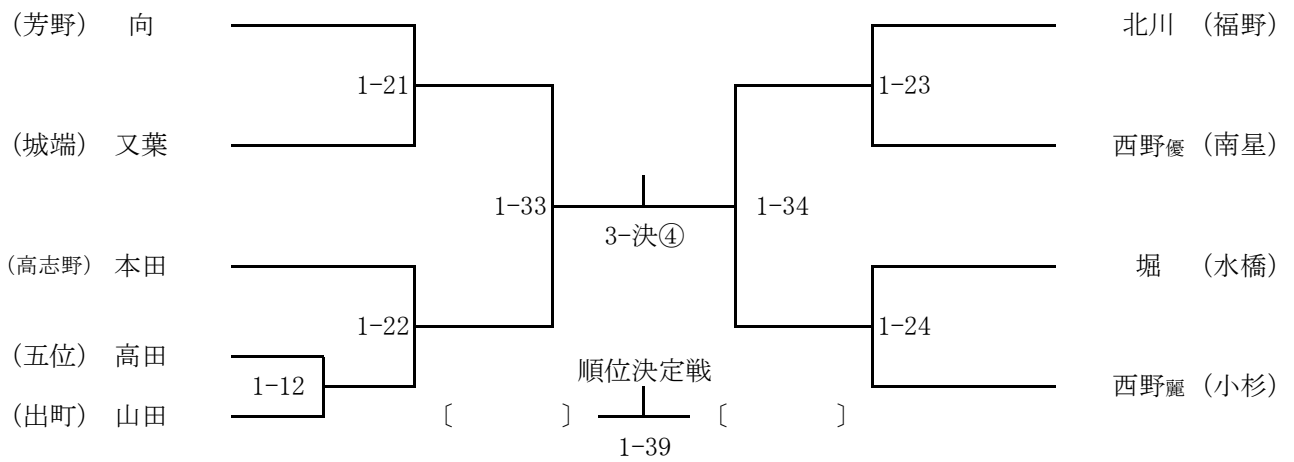 (芳野) 向
北川 (福野)
1-21
1-23
(城端) 又葉
西野優 (南星)
1-33
1-34
3-決④
(高志野) 本田
堀 (水橋)
1-22
1-24
(五位) 高田
順位決定戦
1-12
西野麗 (小杉)
(出町) 山田
〔 〕 〔 〕
1-39